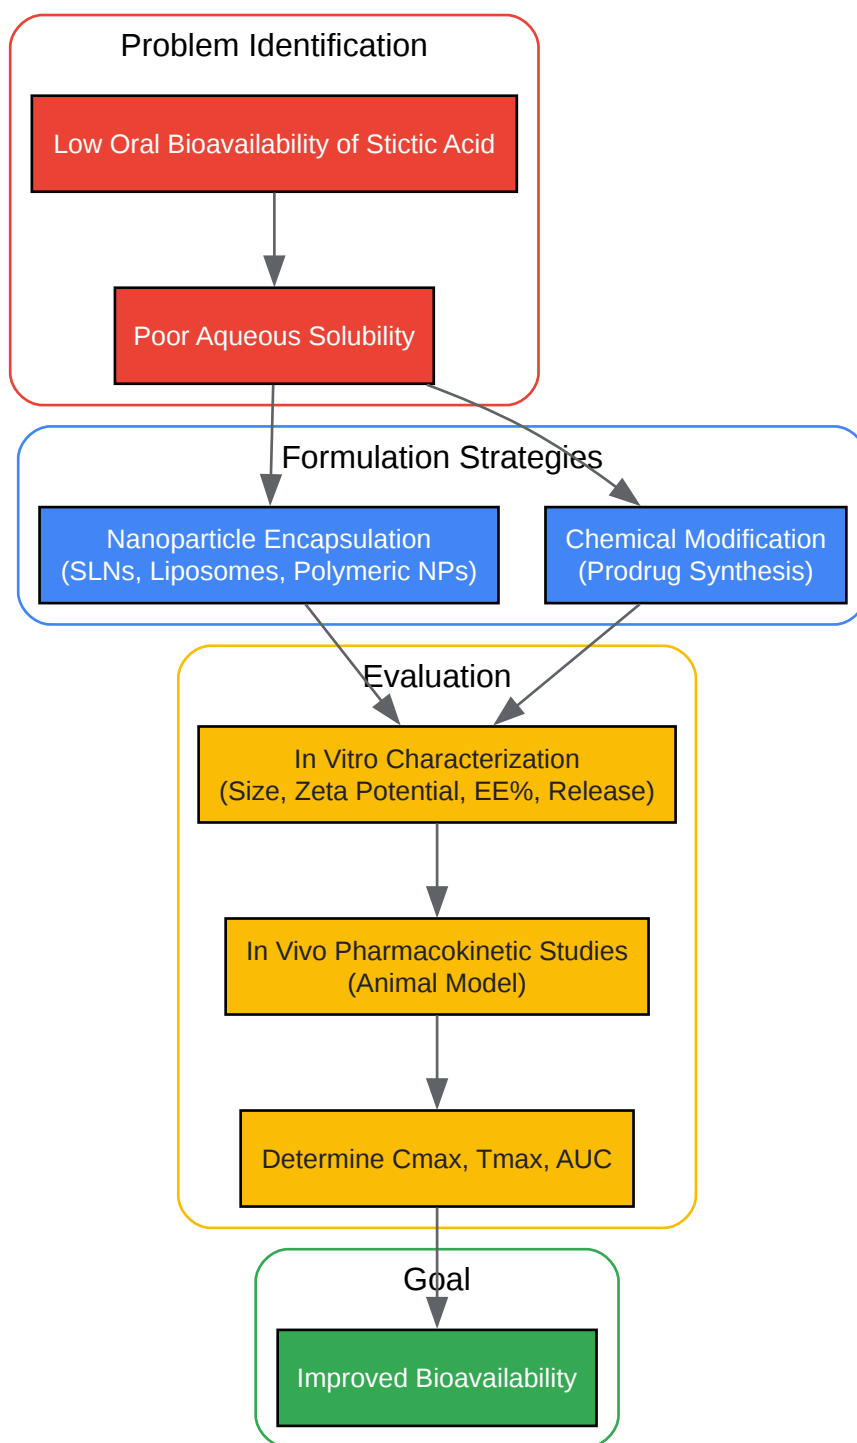 Problem Identification
Low Oral Bioavailability of Stictic Acid
Poor Aqueous Solubility
Formulation Strategies
Nanoparticle Encapsulation
(SLNs, Liposomes, Polymeric NPs)
Chemical Modification
(Prodrug Synthesis)
Evaluation
In Vitro Characterization
(Size, Zeta Potential, EE%, Release)
In Vivo Pharmacokinetic Studies
(Animal Model)
Determine Cmax, Tmax, AUC
Goal
Improved Bioavailability